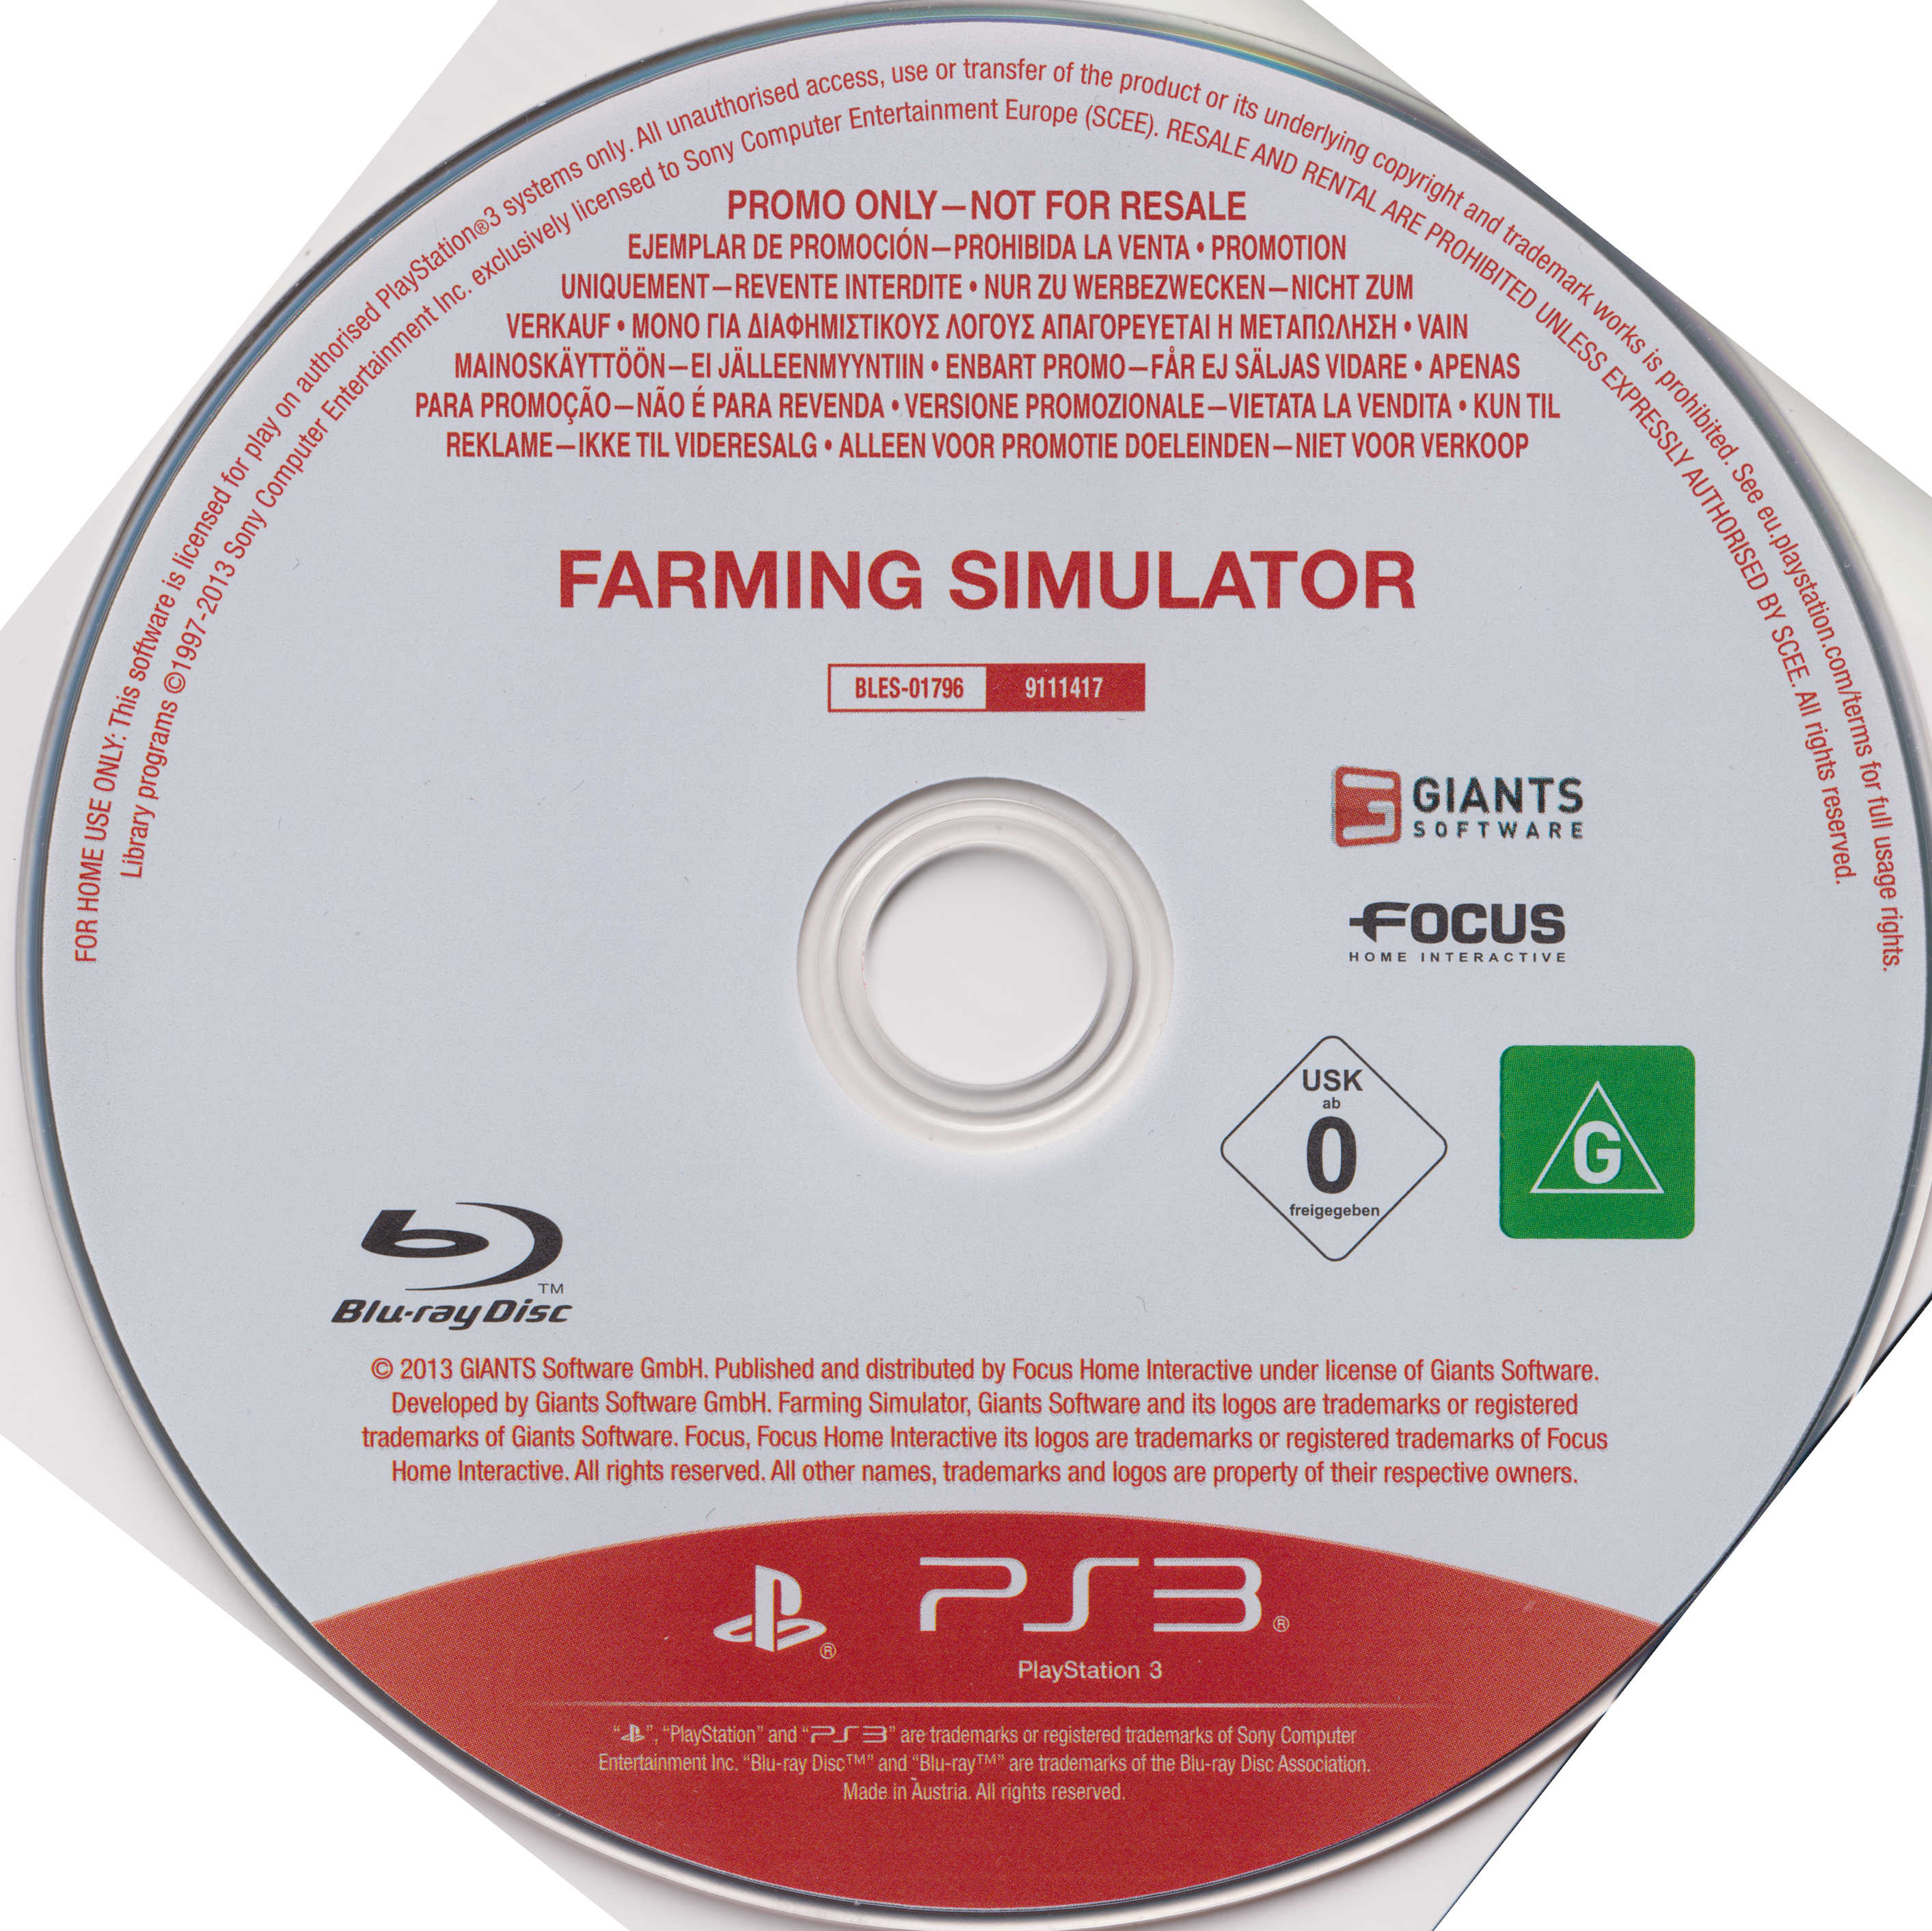 FOR HOME USE ONLY: This software is licensed for play on authorised PlayStation®3 systems only. All unauthorised access, use or transfer of the product or its underlying copyright and trademark works is prohibited. See eu.playstation.com/terms for full usage rights.
Library programs ©1997-2013 Sony Computer Entertainment Inc. exclusively licensed to Sony Computer Entertainment Europe (SCEE). RESALE AND RENTAL ARE PROHIBITED UNLESS EXPRESSLY AUTHORISED BY SCEE. All rights reserved.
PROMO ONLY—NOT FOR RESALE
EJEMPLAR DE PROMOCIÓN—PROHIBIDA LA VENTA • PROMOTION
UNIQUEMENT—REVENTE INTERDITE • NUR ZU WERBEZWECKEN—NICHT ZUM
VERKAUF • ΜΟΝΟ ΓΙΑ ΔΙΑΦΗΜΙΣΤΙΚΟΥΣ ΛΟΓΟΥΣ ΑΠΑΓΟΡΕΥΕΤΑΙ Η ΜΕΤΑΠΩΛΗΣΗ • VAIN
MAINOSKÄYTTÖÖN—EI JÄLLEENMYYNTIIN • ENBART PROMO—FÅR EJ SÄLJAS VIDARE • APENAS
PARA PROMOÇÃO—NÃO É PARA REVENDA • VERSIONE PROMOZIONALE—VIETATA LA VENDITA • KUN TIL
REKLAME—IKKE TIL VIDERESALG • ALLEEN VOOR PROMOTIE DOELEINDEN—NIET VOOR VERKOOP
FARMING SIMULATOR
BLES-01796 9111417
GIANTS
SOFTWARE
FOCUS
HOME INTERACTIVE
USK
ab
0
freigegeben
G
TM
Blu-ray Disc
© 2013 GIANTS Software GmbH. Published and distributed by Focus Home Interactive under license of Giants Software.
Developed by Giants Software GmbH. Farming Simulator, Giants Software and its logos are trademarks or registered
trademarks of Giants Software. Focus, Focus Home Interactive its logos are trademarks or registered trademarks of Focus
Home Interactive. All rights reserved. All other names, trademarks and logos are property of their respective owners.
® PS3®
PlayStation 3
“ ”, “PlayStation” and “PS3” are trademarks or registered trademarks of Sony Computer
Entertainment Inc. “Blu-ray Disc™” and “Blu-ray™” are trademarks of the Blu-ray Disc Association.
Made in Austria. All rights reserved.